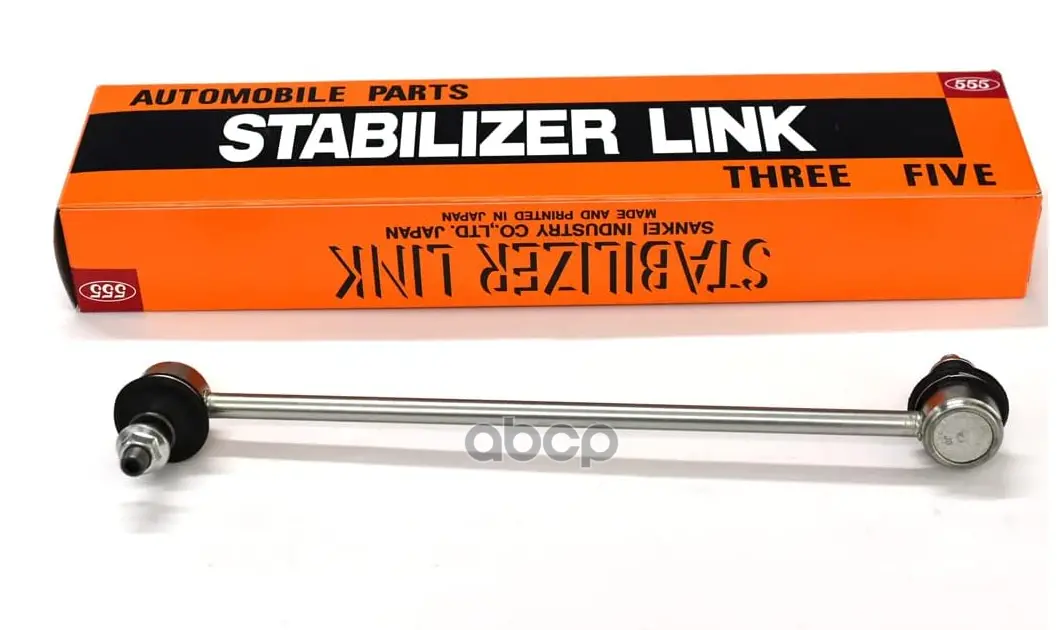 AUTOMOBILE PARTS
555
STABILIZER LINK
THREE FIVE
MADE AND PRINTED IN JAPAN
SANKEI INDUSTRY CO.,LTD. JAPAN
STABILIZER LINK
555
abcp